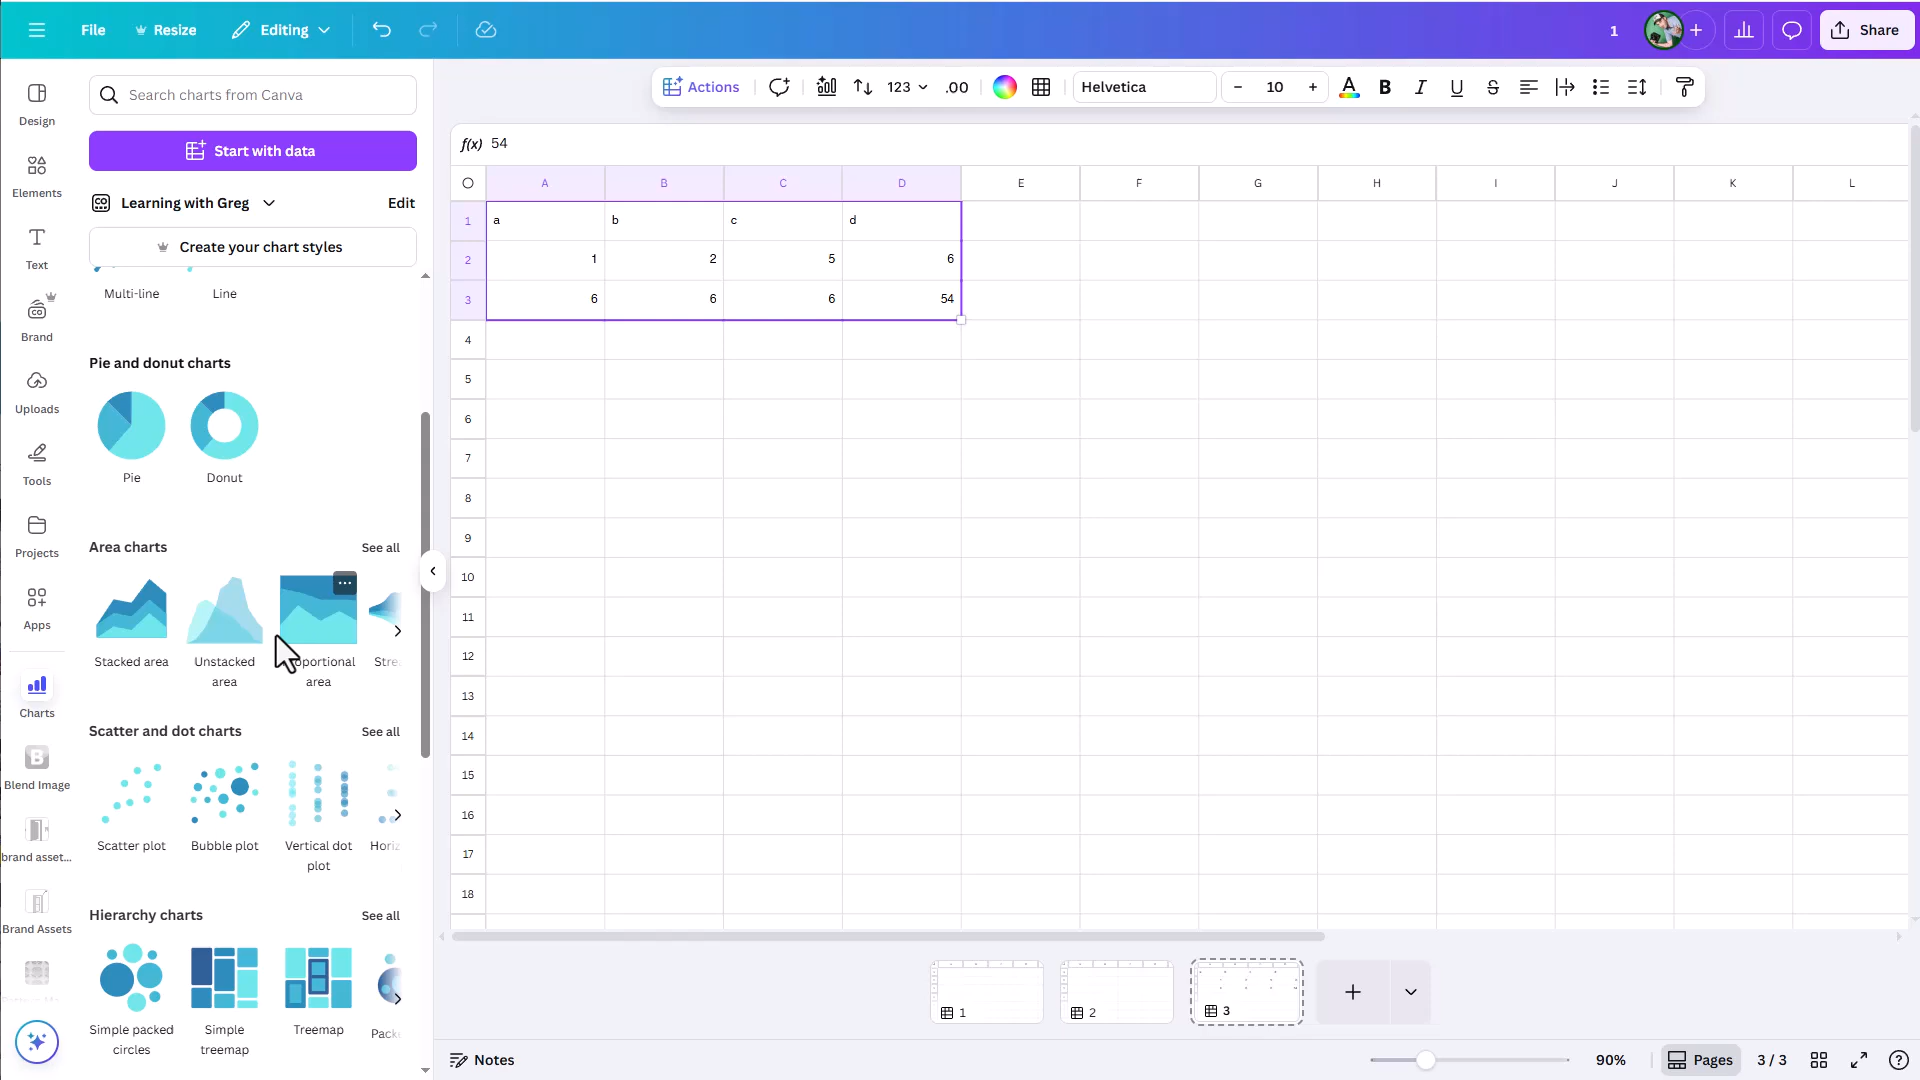 File
Resize
Editing
1
Share
Design
Elements
Text
Brand
Uploads
Tools
Projects
Apps
Charts
Blend Image
brand asset...
Brand Assets
Search charts from Canva
Start with data
Learning with Greg
Edit
Create your chart styles
Multi-line Line
Pie and donut charts
Pie Donut
Area charts See all
Stacked area
Unstacked area
oportional area
Stre
Scatter and dot charts See all
Scatter plot
Bubble plot
Vertical dot plot
Horiz
Hierarchy charts See all
Simple packed circles
Simple treemap
Treemap
Packe
Actions 123 .00 Helvetica - 10 + A B I U S
f(x) 54
A B C D E F G H I J K L
1 a b c d
2 1 2 5 6
3 6 6 6 54
4
5
6
7
8
9
10
11
12
13
14
15
16
17
18
1
2
3
Notes
90%
Pages
3 / 3